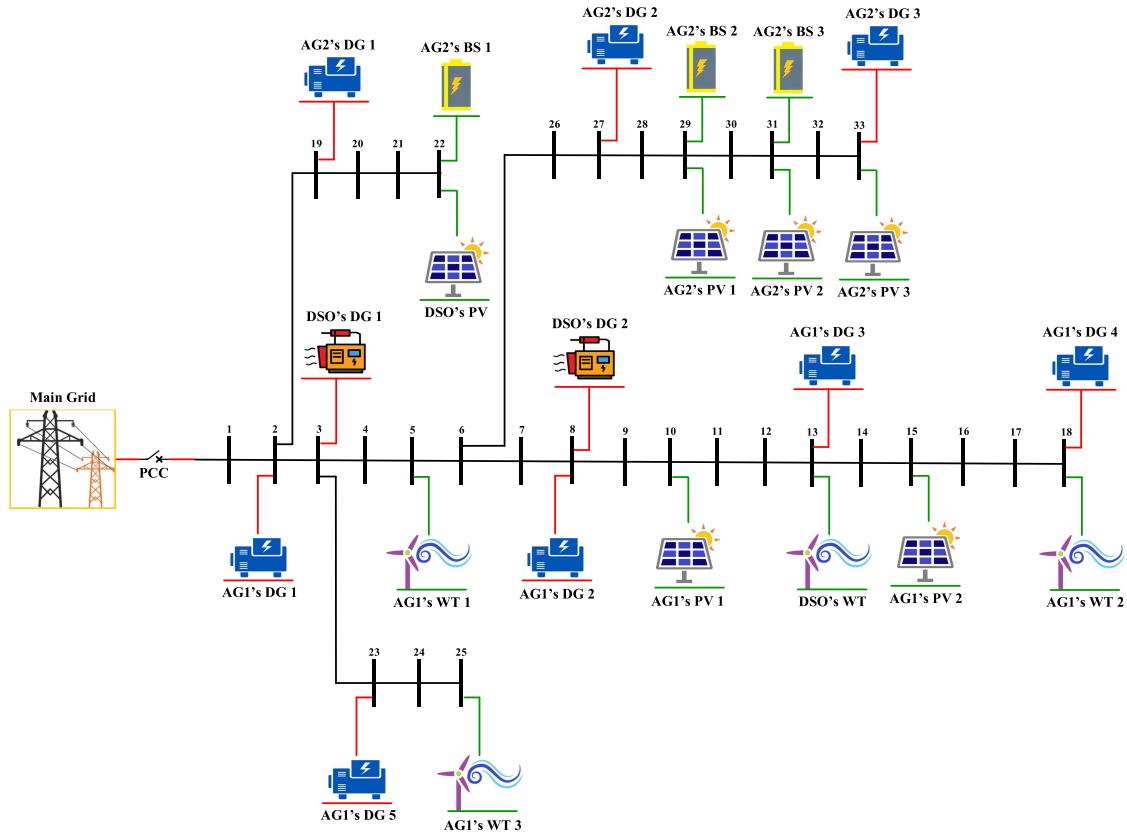 AG2's DG 1
AG2's BS 1
AG2's DG 2
AG2's BS 2
AG2's BS 3
AG2's DG 3
19
20
21
22
26
27
28
29
30
31
32
33
DSO's PV
AG2's PV 1
AG2's PV 2
AG2's PV 3
DSO's DG 1
DSO's DG 2
AG1's DG 3
AG1's DG 4
Main Grid
PCC
1
2
3
4
5
6
7
8
9
10
11
12
13
14
15
16
17
18
AG1's DG 1
AG1's WT 1
AG1's DG 2
AG1's PV 1
DSO's WT
AG1's PV 2
AG1's WT 2
23
24
25
AG1's DG 5
AG1's WT 3